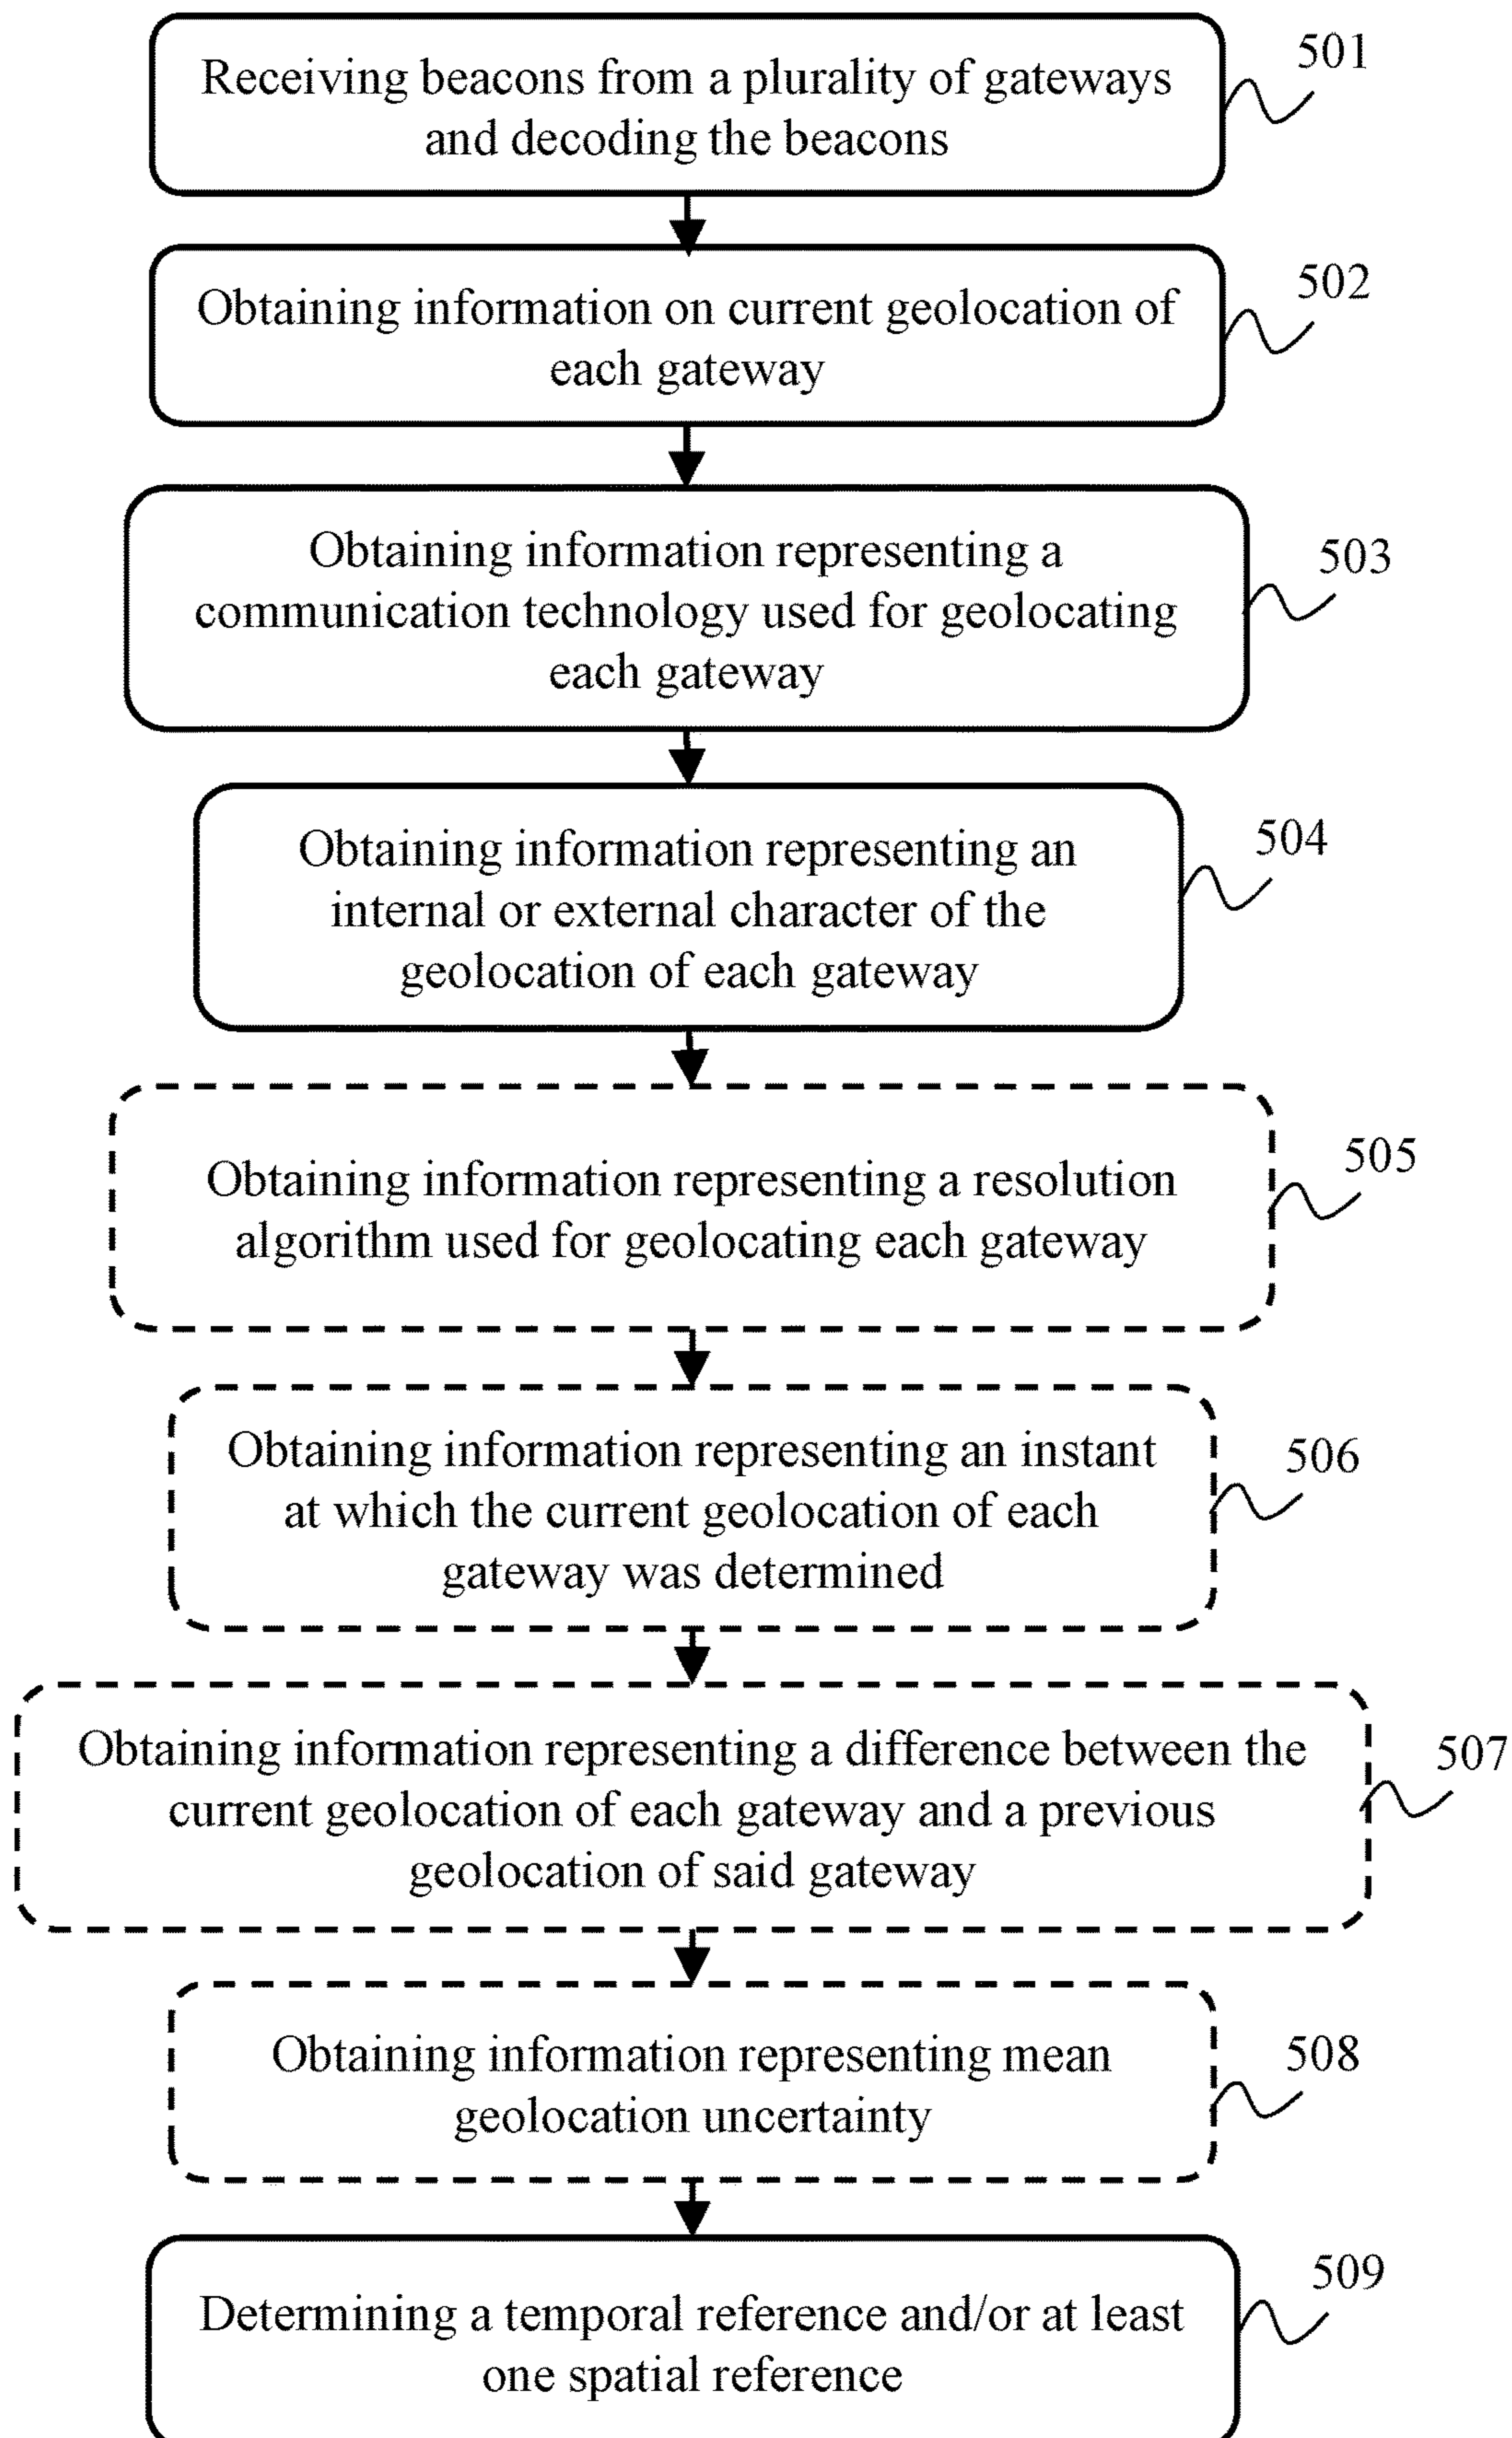 Receiving beacons from a plurality of gateways
and decoding the beacons
501
Obtaining information on current geolocation of
each gateway
502
Obtaining information representing a
communication technology used for geolocating
each gateway
503
Obtaining information representing an
internal or external character of the
geolocation of each gateway
504
Obtaining information representing a resolution
algorithm used for geolocating each gateway
505
Obtaining information representing an instant
at which the current geolocation of each
gateway was determined
506
Obtaining information representing a difference between the
current geolocation of each gateway and a previous
geolocation of said gateway
507
Obtaining information representing mean
geolocation uncertainty
508
Determining a temporal reference and/or at least
one spatial reference
509